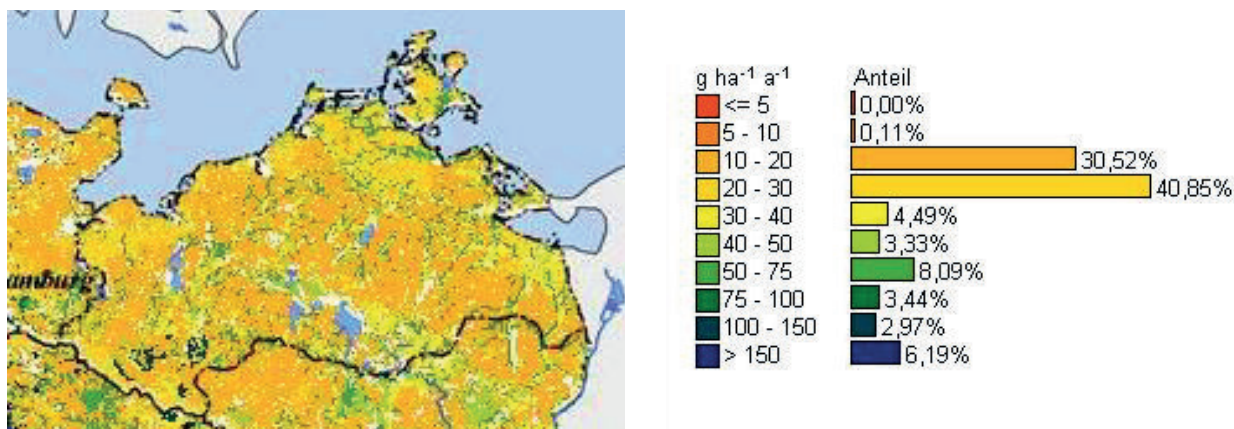 amburg
g ha⁻¹ a⁻¹ Anteil
<= 5 0,00%
5 - 10 0,11%
10 - 20 30,52%
20 - 30 40,85%
30 - 40 4,49%
40 - 50 3,33%
50 - 75 8,09%
75 - 100 3,44%
100 - 150 2,97%
> 150 6,19%